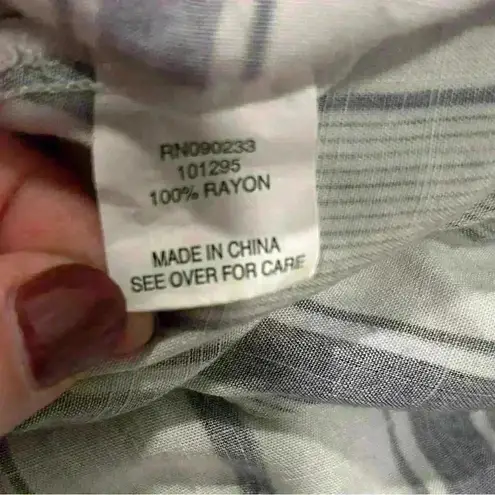 RN090233
101295
100% RAYON
MADE IN CHINA
SEE OVER FOR CARE